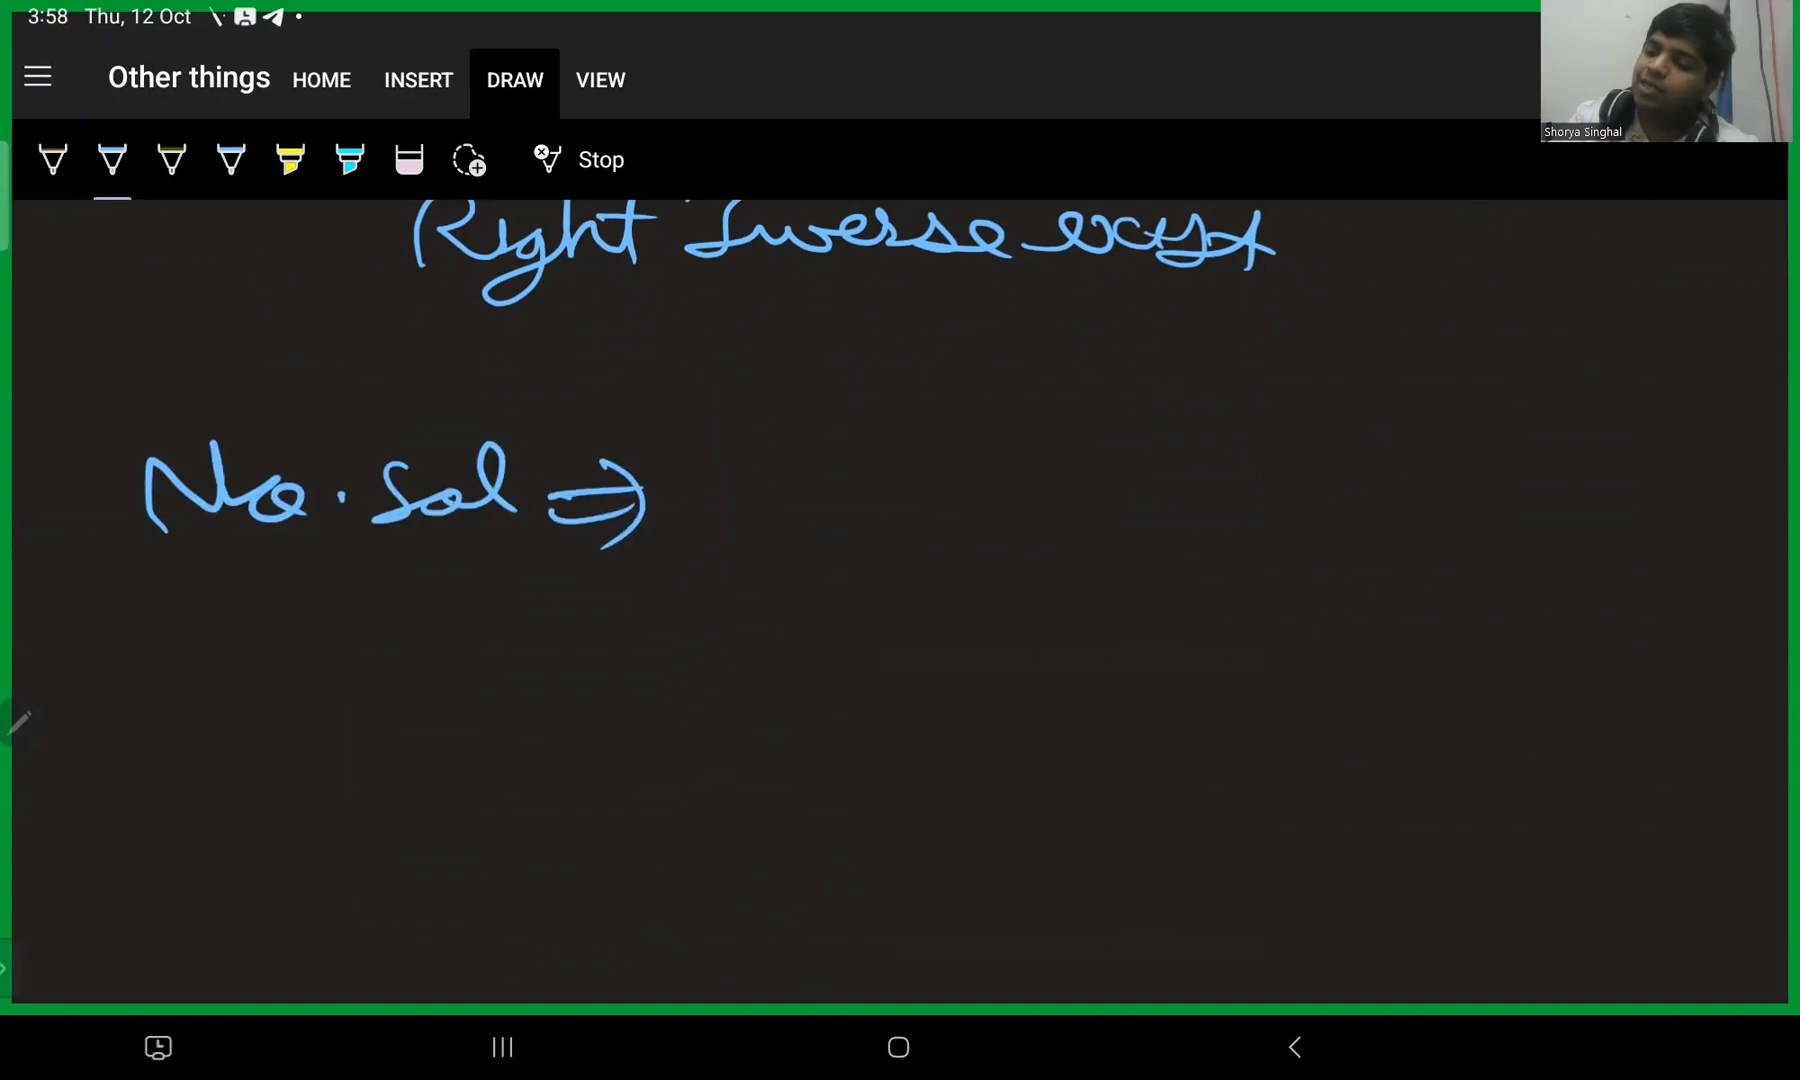 3:58 Thu, 12 Oct
Other things HOME INSERT DRAW VIEW
Shorya Singhal
Stop
Right Inverse exist
No. Sol ⇒